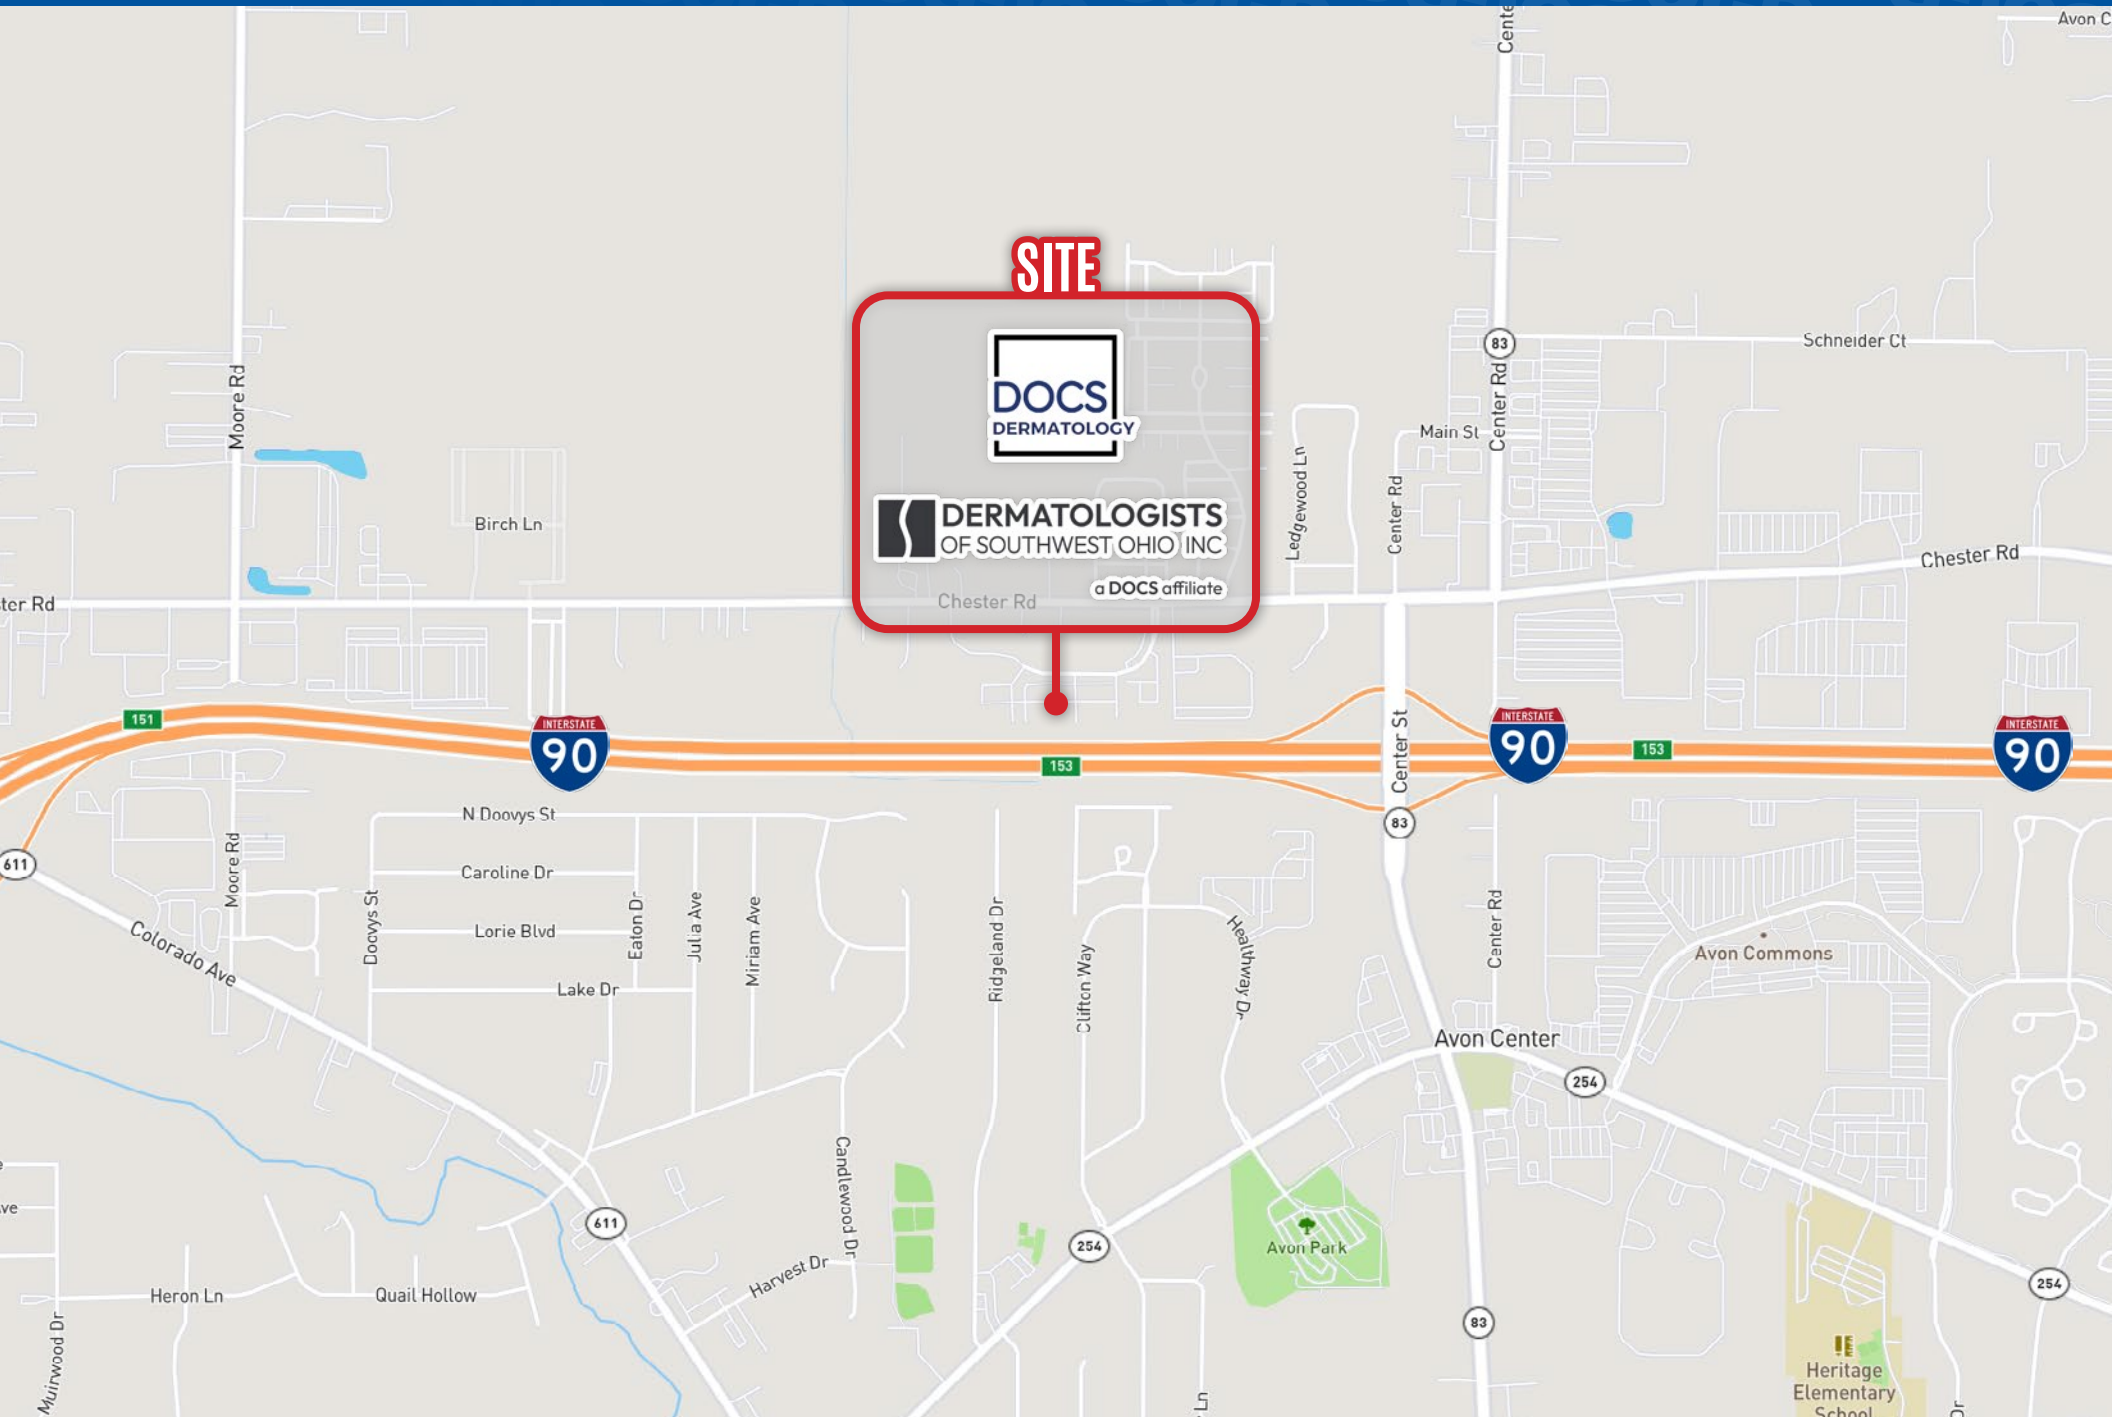 Avon C
Cente
SITE
DOCS
DERMATOLOGY
DERMATOLOGISTS
OF SOUTHWEST OHIO INC
a DOCS affiliate
Chester Rd
Moore Rd
Birch Ln
ter Rd
Ledgewood Ln
Center Rd
Main St
83
Center Rd
Schneider Ct
Chester Rd
151
INTERSTATE
90
153
Center St
INTERSTATE
90
153
INTERSTATE
90
83
611
Moore Rd
Colorado Ave
N Doovys St
Caroline Dr
Lorie Blvd
Lake Dr
Doovys St
Eaton Dr
Julia Ave
Miriam Ave
Ridgeland Dr
Clifton Way
Healthway Dr
Center Rd
Avon Commons
Avon Center
254
Candlewood Dr
611
Harvest Dr
254
Avon Park
254
83
ve
Heron Ln
Quail Hollow
Muirwood Dr
Heritage
Elementary
School
Ln
Dr